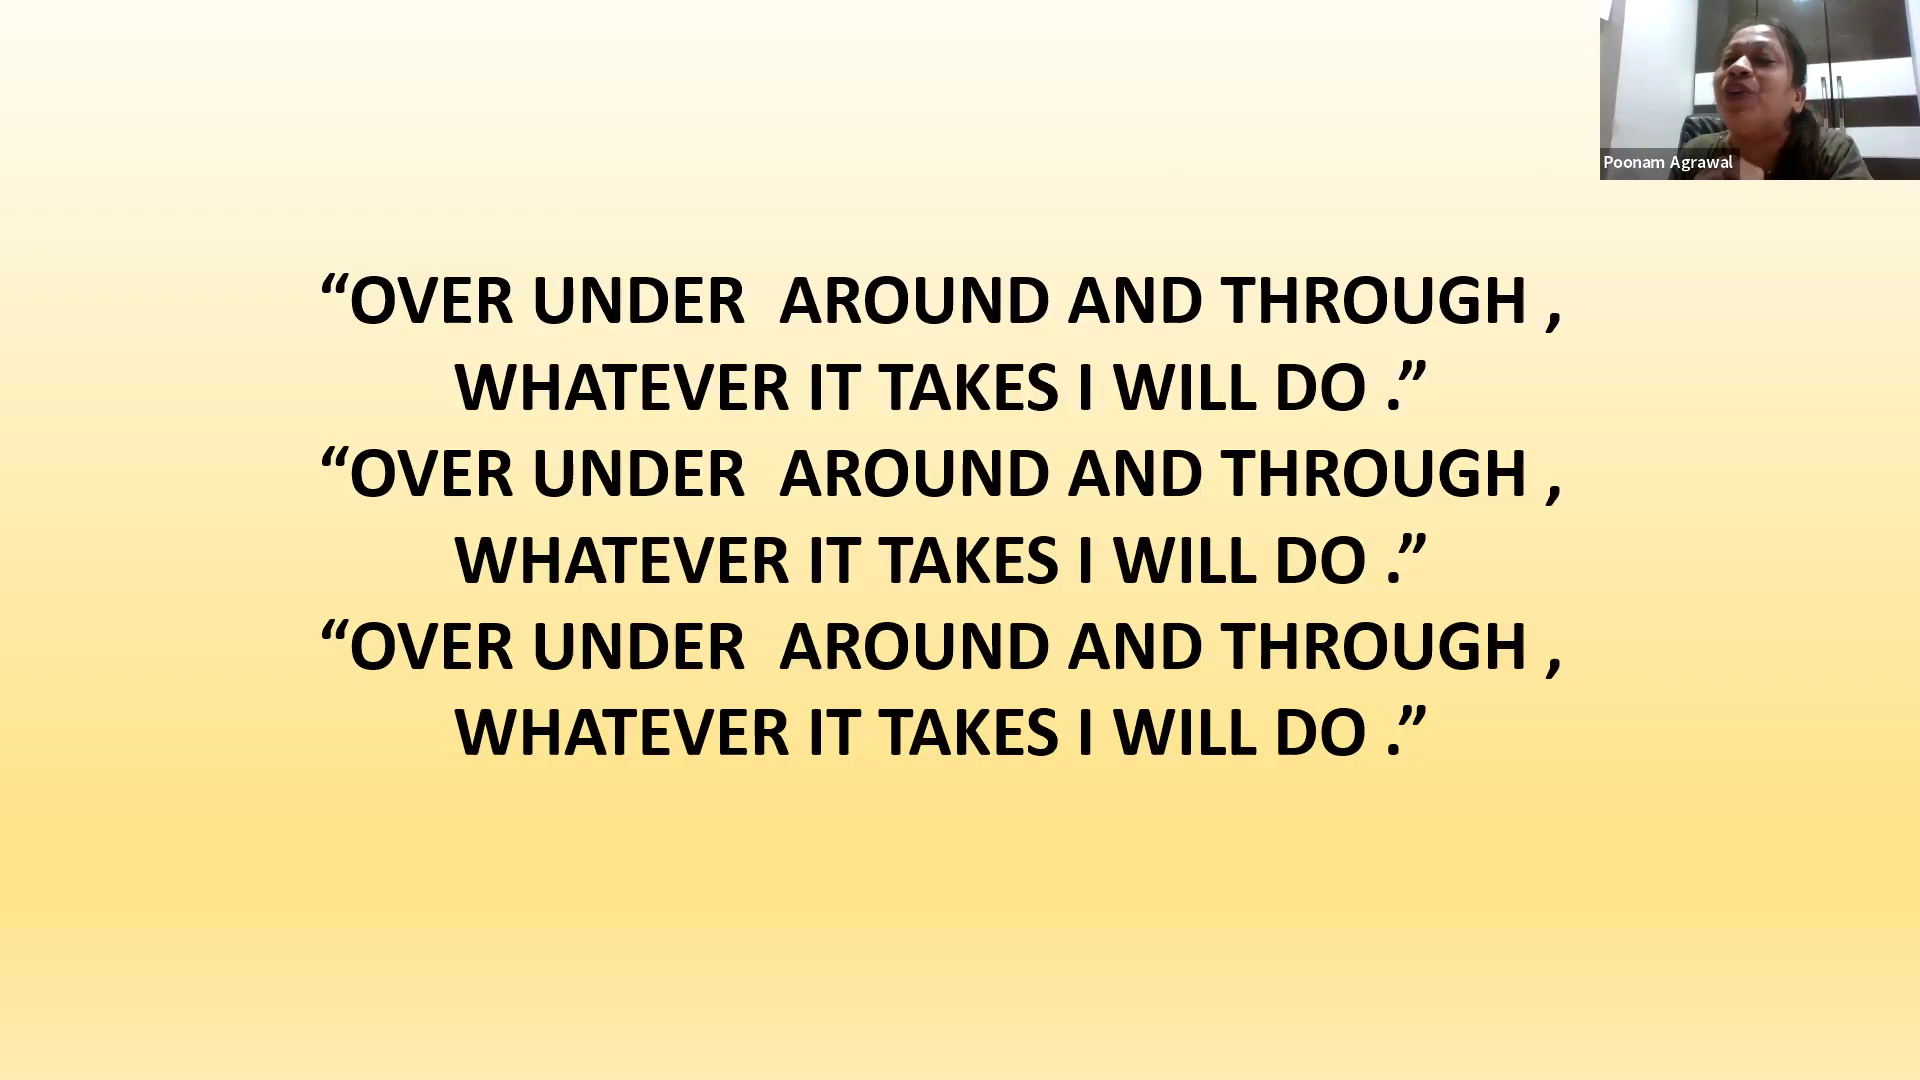 Poonam Agrawal
“OVER UNDER  AROUND AND THROUGH ,
WHATEVER IT TAKES I WILL DO .”
“OVER UNDER  AROUND AND THROUGH ,
WHATEVER IT TAKES I WILL DO .”
“OVER UNDER  AROUND AND THROUGH ,
WHATEVER IT TAKES I WILL DO .”